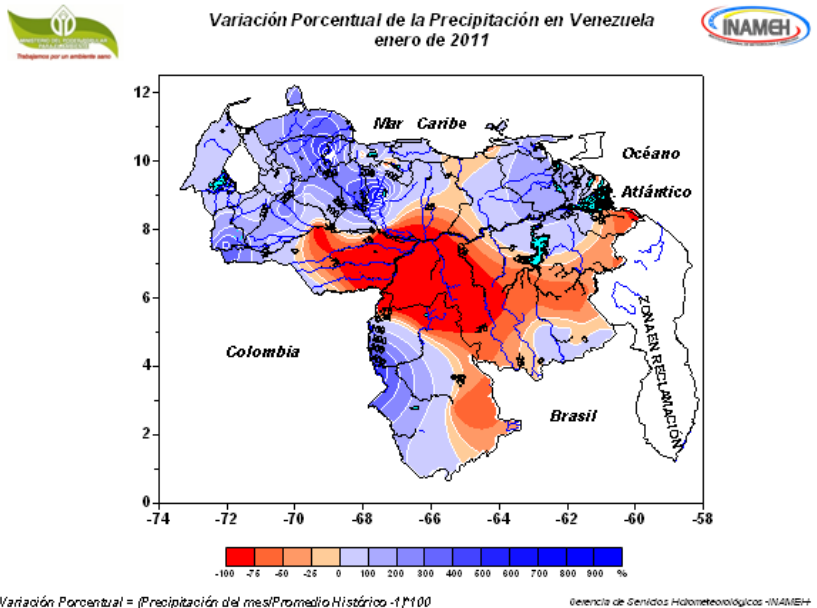 Variación Porcentual de la Precipitación en Venezuela
enero de 2011
Trabajemos por un ambiente sano
INAMEH
12
10
8
6
4
2
0
-74 -72 -70 -68 -66 -64 -62 -60 -58
Mar Caribe
Océano
Atlántico
Colombia
Brasil
ZONA EN RECLAMACIÓN
-100 -75 -50 -25 0 100 200 300 400 500 600 700 800 900 %
Variación Porcentual = (Precipitación del mes/Promedio Histórico -1)*100
Gerencia de Servicios Hidrometeorológicos -INAMEH-